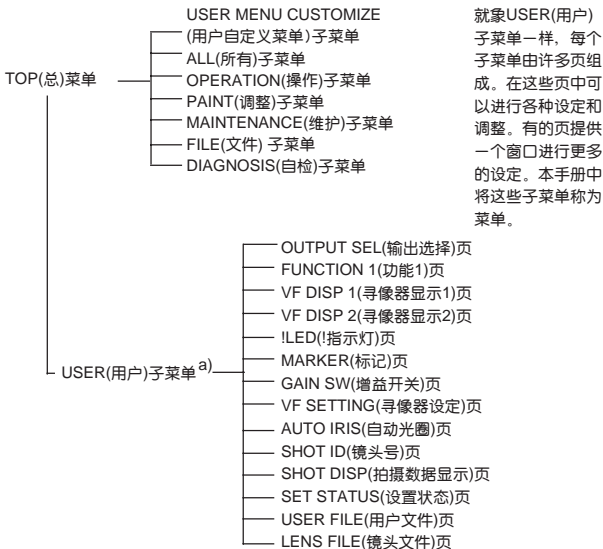 USER MENU CUSTOMIZE
(用户自定义菜单)子菜单
ALL(所有)子菜单
TOP(总)菜单
OPERATION(操作)子菜单
PAINT(调整)子菜单
MAINTENANCE(维护)子菜单
FILE(文件) 子菜单
DIAGNOSIS(自检)子菜单
就象USER(用户)
子菜单一样，每个
子菜单由许多页组
成。在这些页中可
以进行各种设定和
调整。有的页提供
一个窗口进行更多
的设定。本手册中
将这些子菜单称为
菜单。
OUTPUT SEL(输出选择)页
FUNCTION 1(功能1)页
VF DISP 1(寻像器显示1)页
VF DISP 2(寻像器显示2)页
!LED(!指示灯)页
USER(用户)子菜单 a)
MARKER(标记)页
GAIN SW(增益开关)页
VF SETTING(寻像器设定)页
AUTO IRIS(自动光圈)页
SHOT ID(镜头号)页
SHOT DISP(拍摄数据显示)页
SET STATUS(设置状态)页
USER FILE(用户文件)页
LENS FILE(镜头文件)页